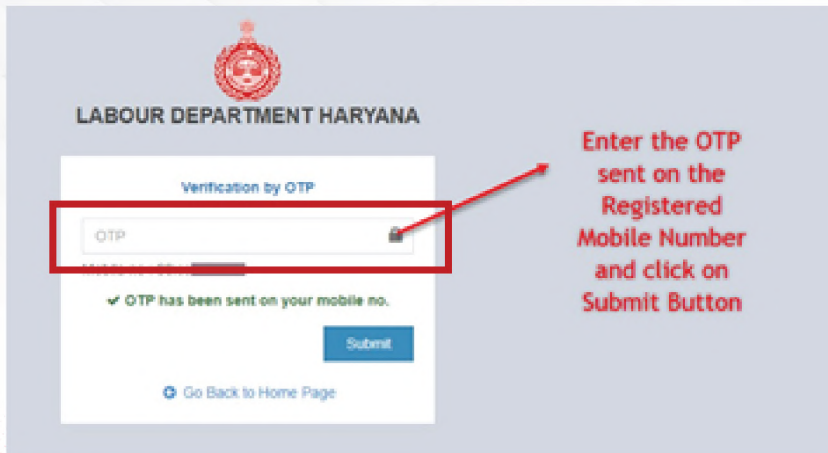 LABOUR DEPARTMENT HARYANA
Verification by OTP
OTP
✔ OTP has been sent on your mobile no.
Submit
Go Back to Home Page
Enter the OTP
sent on the
Registered
Mobile Number
and click on
Submit Button